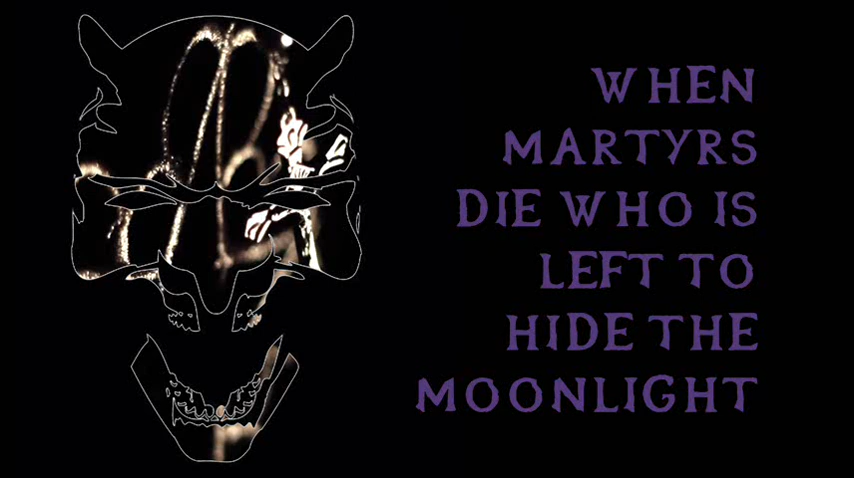 WHEN
MARTYRS
DIE WHO IS
LEFT TO
HIDE THE
MOONLIGHT